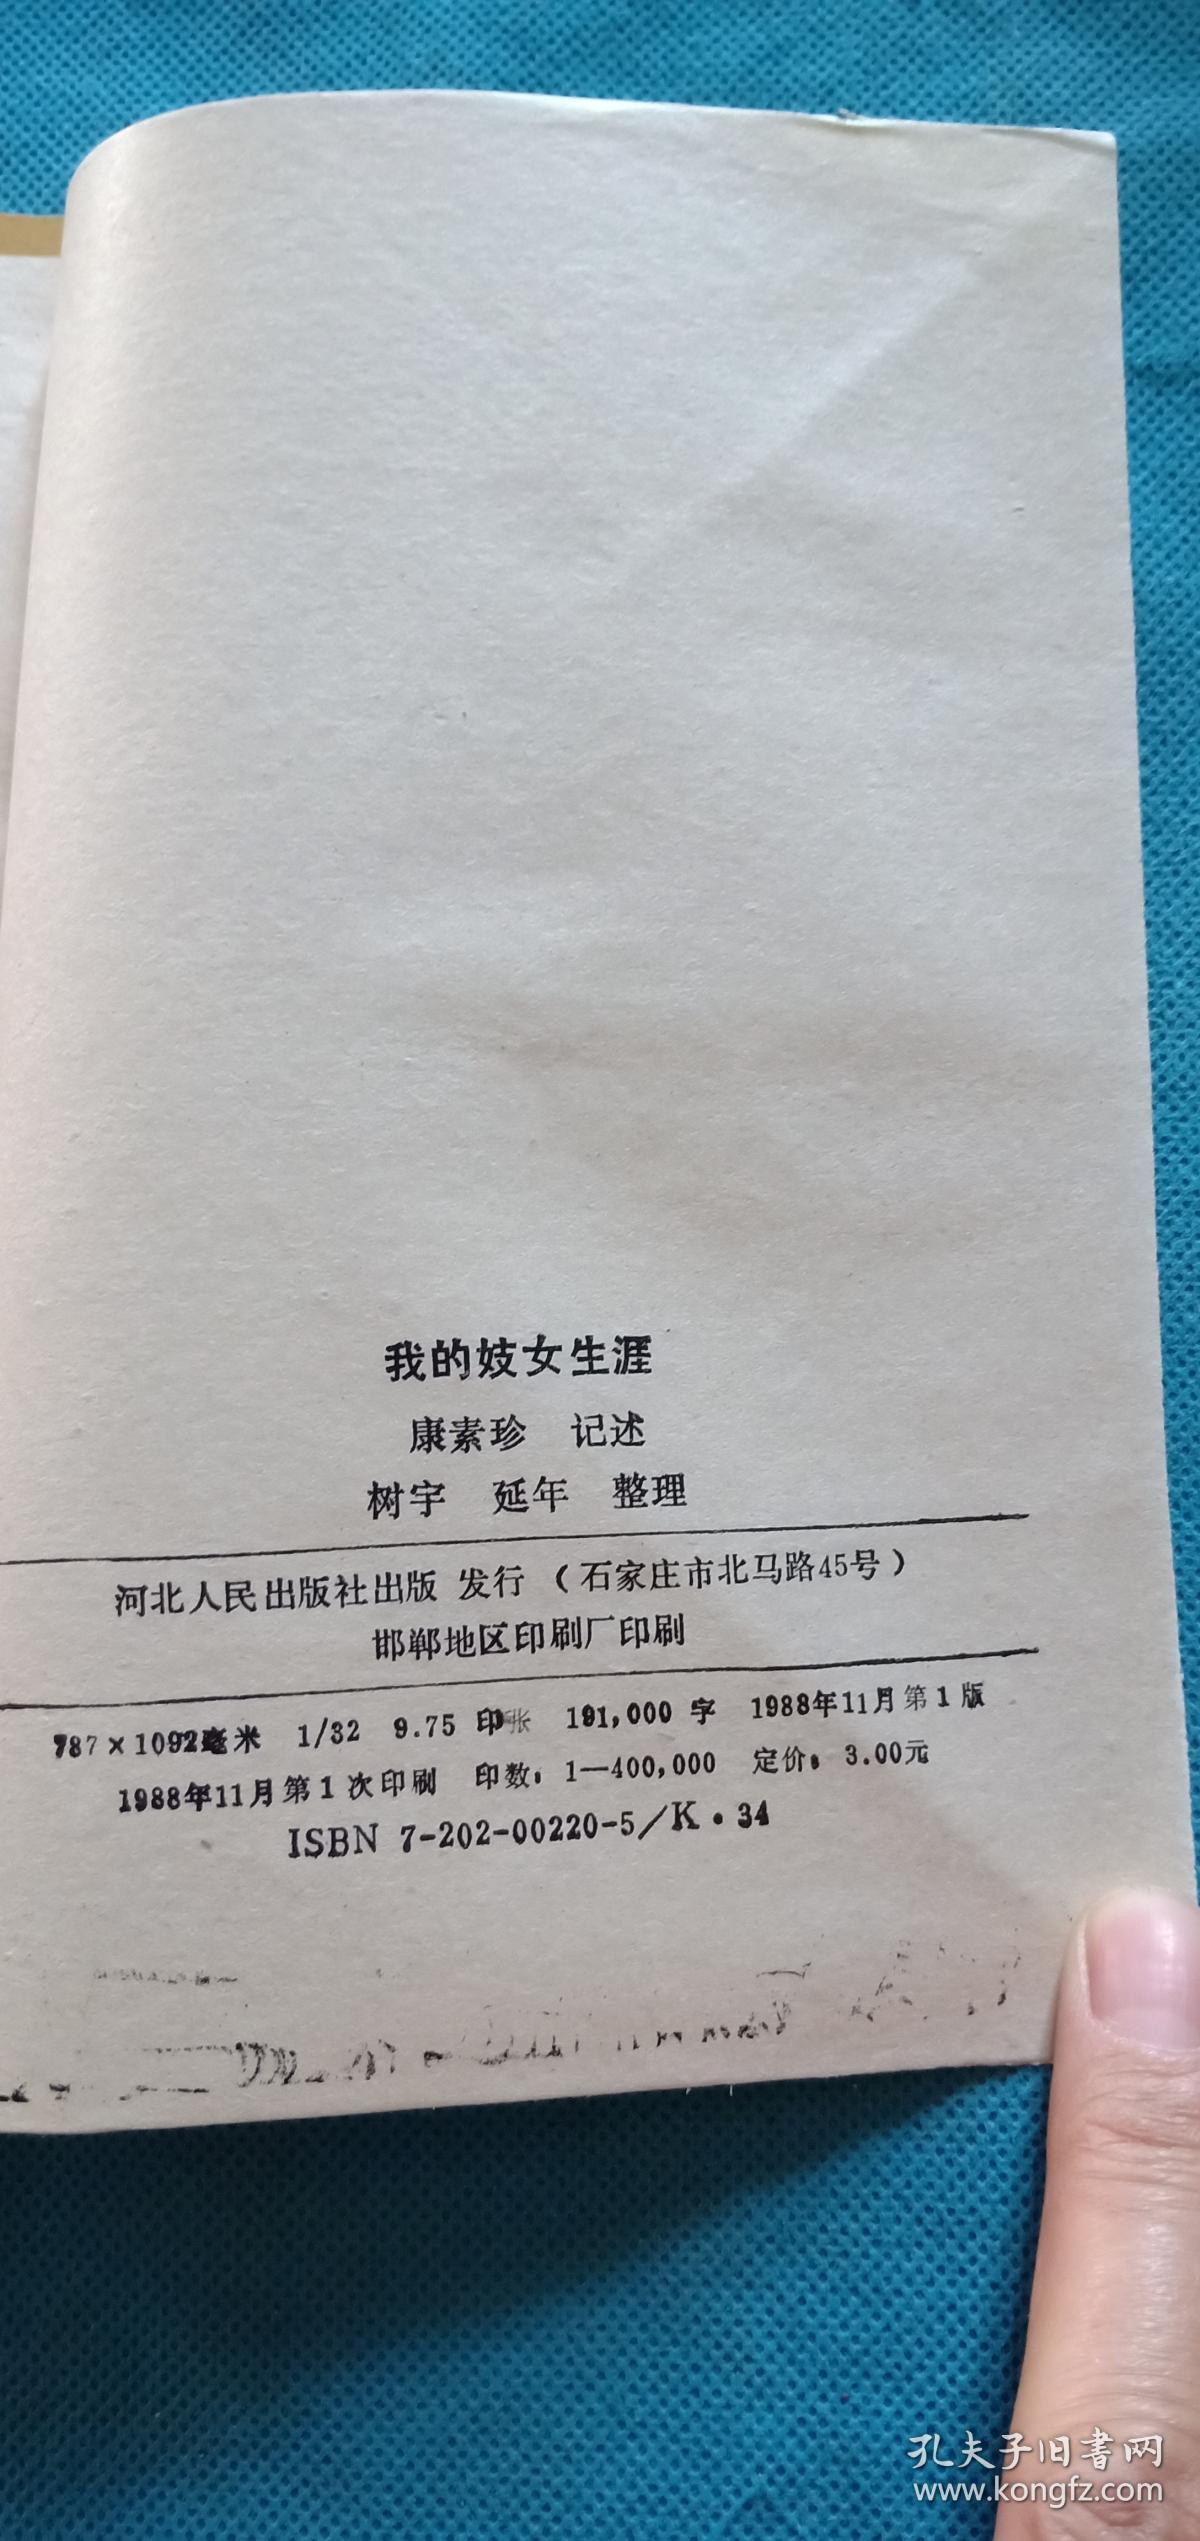 我的妓女生涯
康素珍 记述
树宇 延年 整理
河北人民出版社出版 发行（石家庄市北马路45号）
邯郸地区印刷厂印刷
787×1092毫米 1/32 9.75 印张 191,000 字 1988年11月第1版
1988年11月第1次印刷 印数：1—400,000 定价：3.00元
ISBN 7-202-00220-5/K·34
孔夫子旧书网
www.kongfz.com